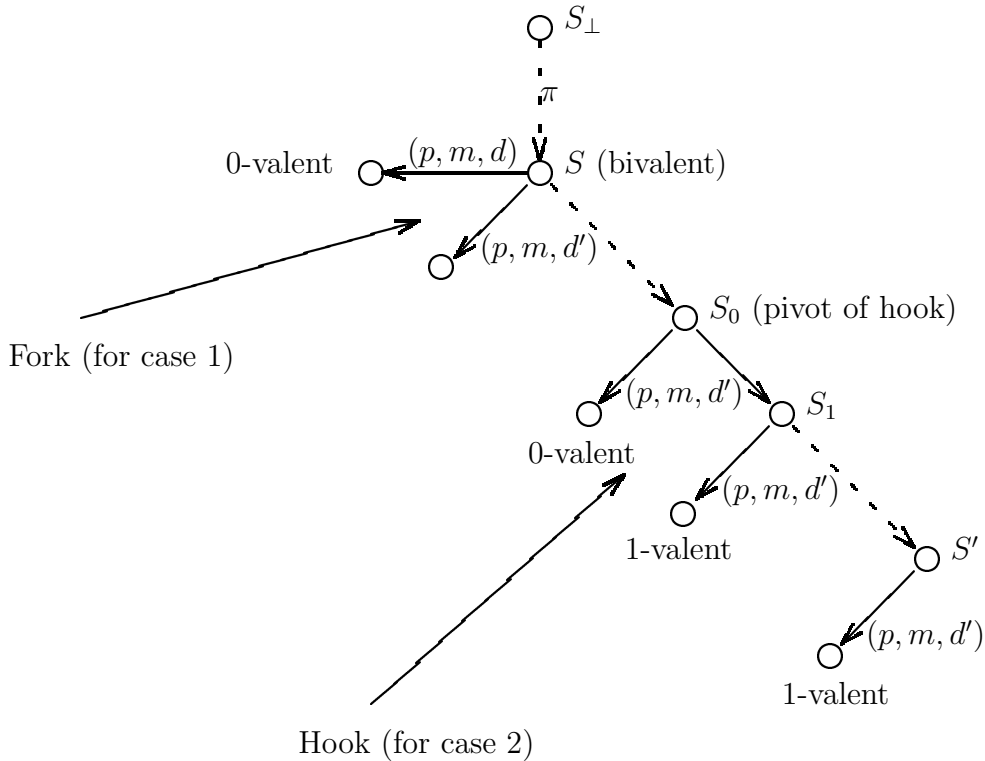 S⊥
π
0-valent
(p, m, d)
S (bivalent)
(p, m, d′)
S0 (pivot of hook)
Fork (for case 1)
(p, m, d′)
S1
0-valent
(p, m, d′)
1-valent
S′
(p, m, d′)
1-valent
Hook (for case 2)